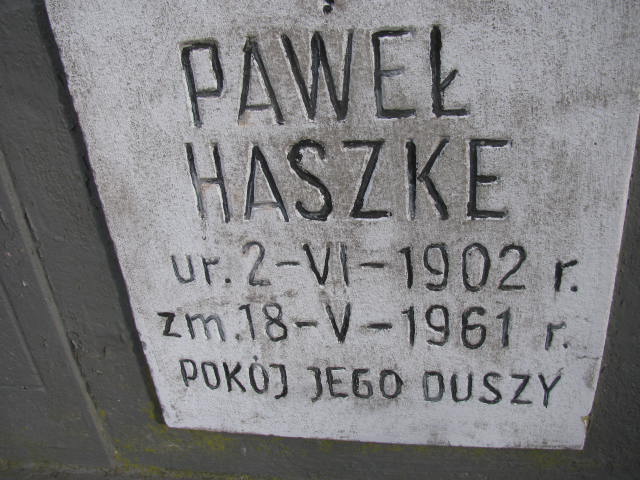 PAWEŁ
HASZKE
ur. 2-VI-1902 r.
zm. 18-V-1961 r.
POKÓJ JEGO DUSZY